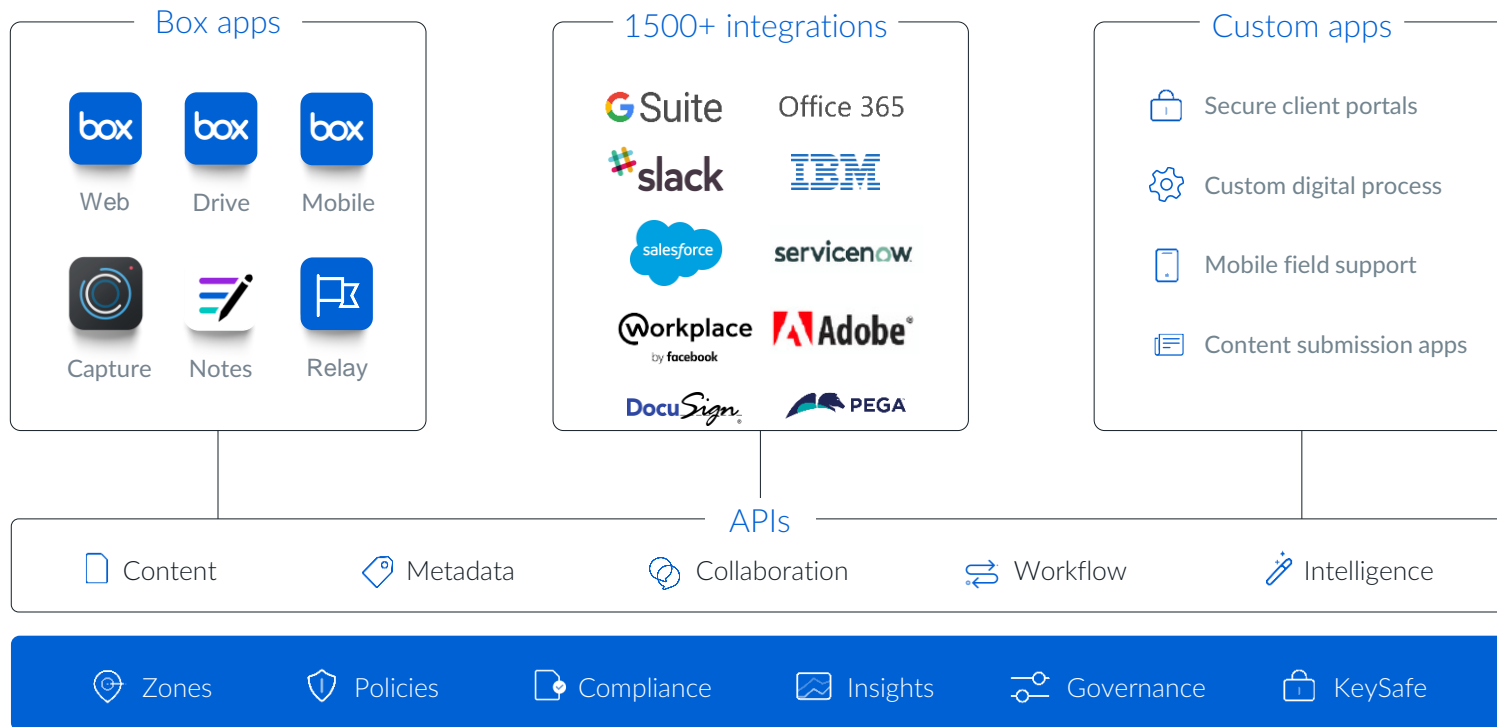 Box apps
box
box
box
Web
Drive
Mobile
Capture
Notes
Relay
1500+ integrations
G Suite
Office 365
slack
IBM
salesforce
servicenow
Workplace
by facebook
Adobe®
DocuSign®
PEGA
Custom apps
Secure client portals
Custom digital process
Mobile field support
Content submission apps
APIs
Content
Metadata
Collaboration
Workflow
Intelligence
Zones
Policies
Compliance
Insights
Governance
KeySafe